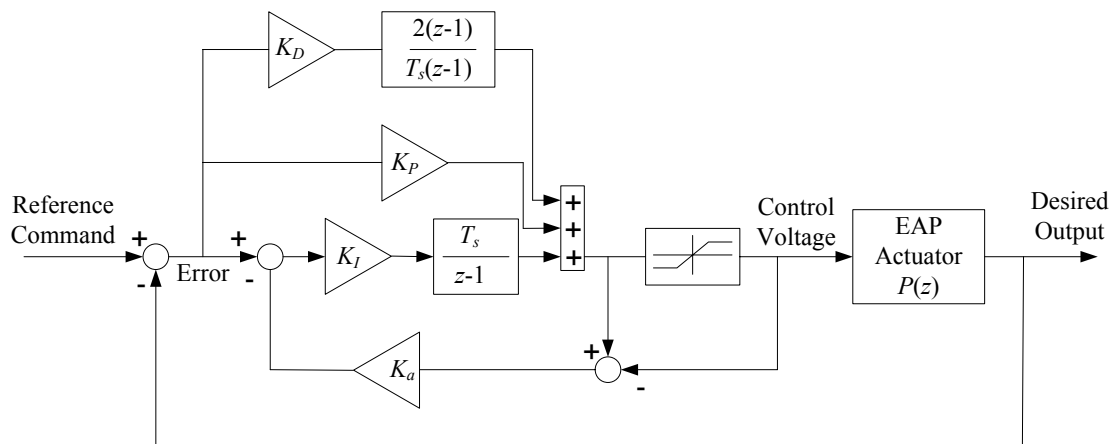 K_D
2(z-1)
T_s(z-1)
K_P
Reference
Command
+
-
Error
+
-
K_I
T_s
z-1
+
+
+
Control
Voltage
EAP
Actuator
P(z)
Desired
Output
K_a
+
-